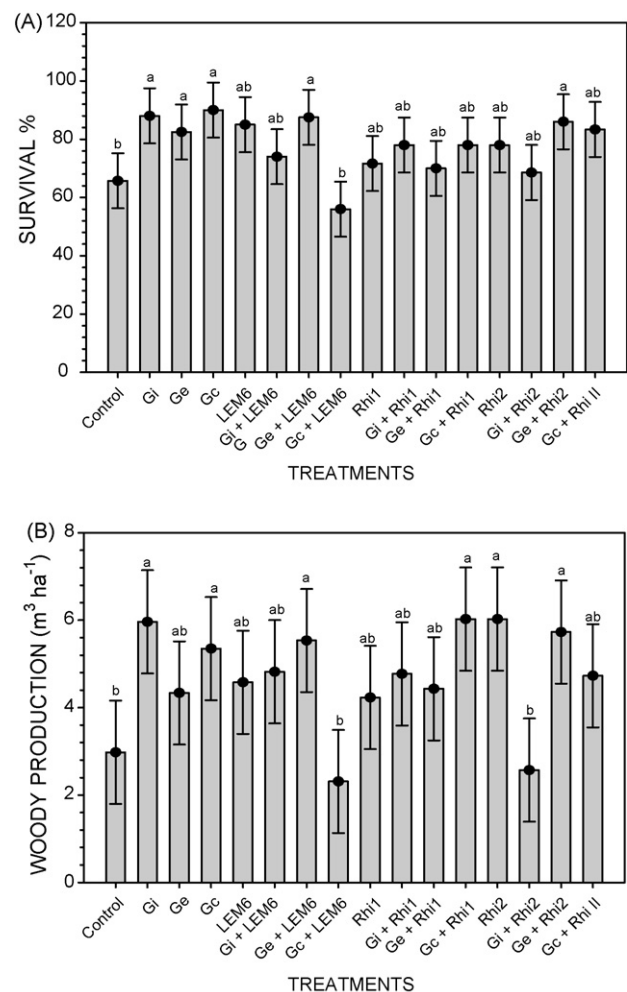 (A)
120
100
80
60
40
20
0
SURVIVAL %
b
a
a
a
ab
ab
a
b
ab
ab
ab
ab
ab
ab
a
ab
Control
Gi
Ge
Gc
LEM6
Gi + LEM6
G
Ge + LEM6
Gc + LEM6
Rhi1
Gi + Rhi1
Ge + Rhi1
Gc + Rhi1
Rhi2
Gi + Rhi2
Ge + Rhi2
Gc + Rhi II
TREATMENTS
(B)
8
6
4
2
0
WOODY PRODUCTION (m³ ha⁻¹)
b
a
ab
a
ab
ab
a
b
ab
ab
ab
a
a
b
a
ab
Control
Gi
Ge
Gc
LEM6
Gi + LEM6
Ge + LEM6
Gc + LEM6
Rhi1
Gi + Rhi1
Ge + Rhi1
Gc + Rhi1
Rhi2
Gi + Rhi2
Ge + Rhi2
Gc + Rhi II
TREATMENTS